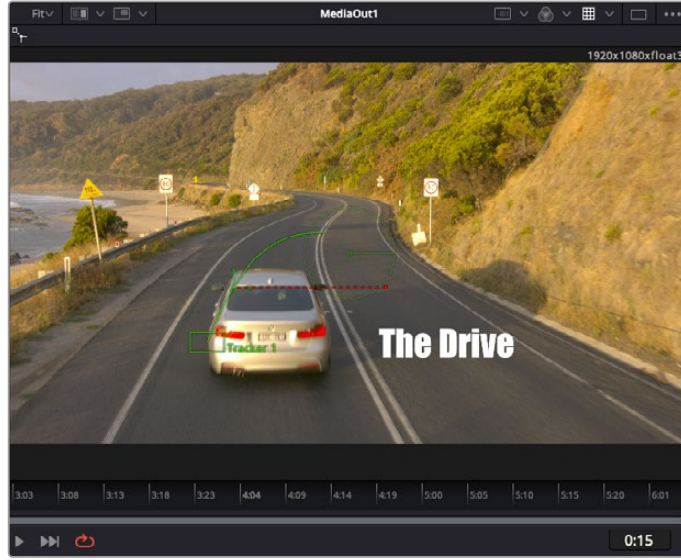 Fit MediaOut1
1920x1080xfloat3
Tracker 1
The Drive
3:03 3:08 3:13 3:18 3:23 4:04 4:09 4:14 4:19 5:00 5:05 5:10 5:15 5:20 6:01
0:15